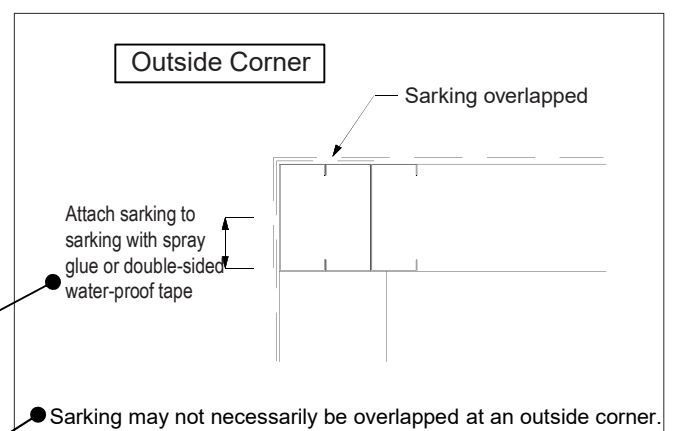 Outside Corner
Sarking overlapped
Attach sarking to
sarking with spray
glue or double-sided
water-proof tape
Sarking may not necessarily be overlapped at an outside corner.